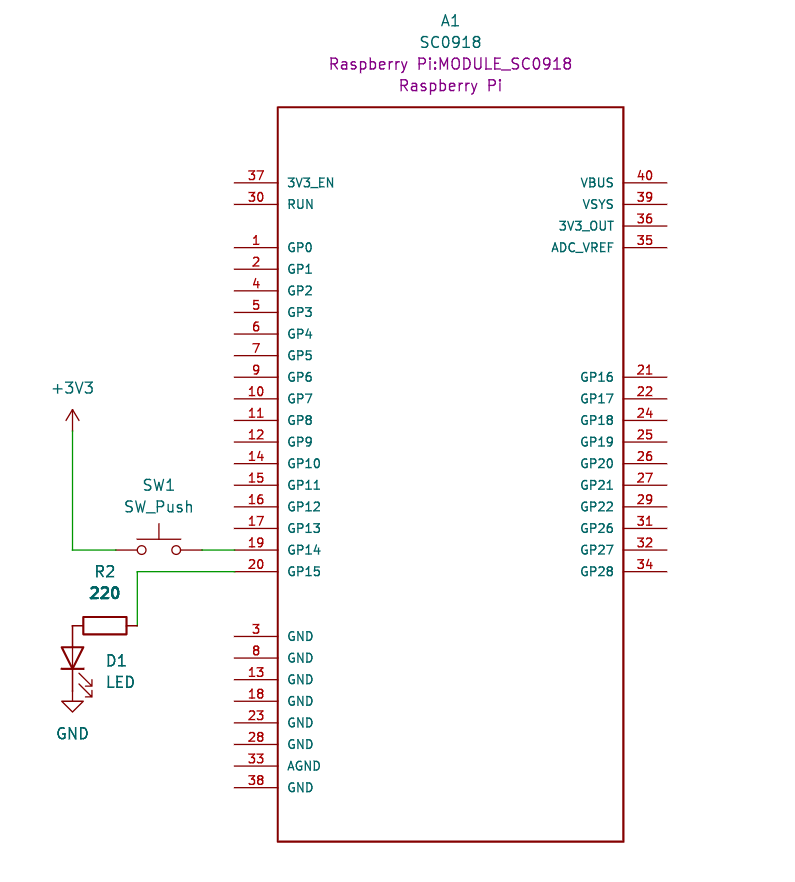 A1
SC0918
Raspberry Pi:MODULE_SC0918
Raspberry Pi
37 3V3_EN VBUS 40
30 RUN VSYS 39
3V3_OUT 36
1 GP0 ADC_VREF 35
2 GP1
4 GP2
5 GP3
6 GP4
7 GP5
9 GP6 GP16 21
+3V3
10 GP7 GP17 22
11 GP8 GP18 24
12 GP9 GP19 25
14 GP10 GP20 26
SW1
15 GP11 GP21 27
SW_Push
16 GP12 GP22 29
17 GP13 GP26 31
19 GP14 GP27 32
R2
20 GP15 GP28 34
220
3 GND
8 GND
D1
13 GND
LED
18 GND
23 GND
GND
28 GND
33 AGND
38 GND